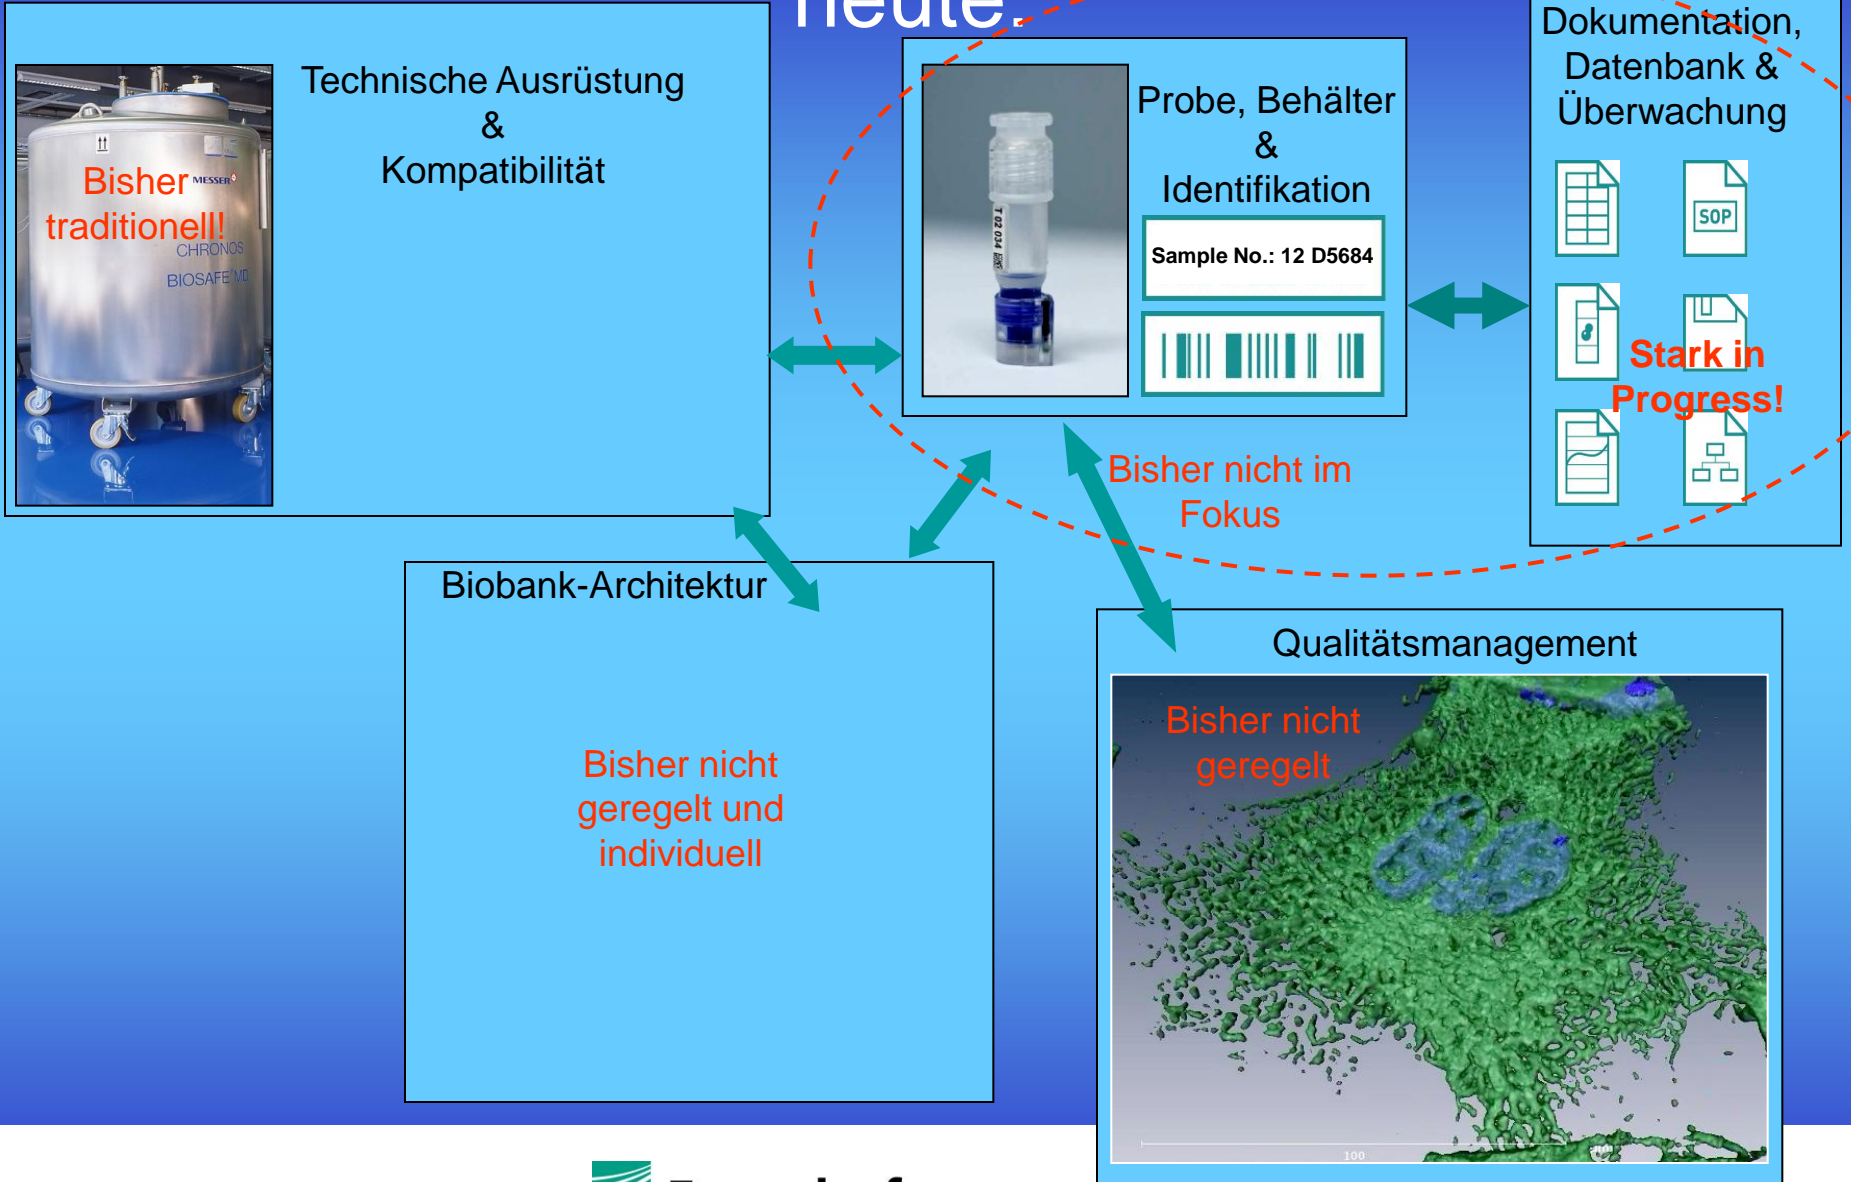 heute:
Technische Ausrüstung
&
Kompatibilität
Bisher
traditionell!
MESSER
CHRONOS
BIOSAFE MD
Probe, Behälter
&
Identifikation
T 02 034
Sample No.: 12 D5684
Dokumentation,
Datenbank &
Überwachung
SOP
Stark in
Progress!
Bisher nicht im
Fokus
Biobank-Architektur
Bisher nicht
geregelt und
individuell
Qualitätsmanagement
Bisher nicht
geregelt
100